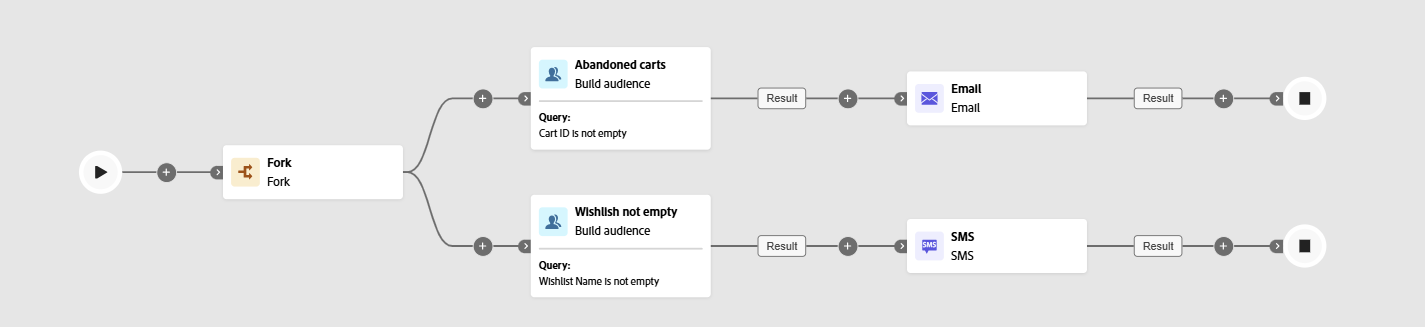 Fork
Fork
Abandoned carts
Build audience
Query:
Cart ID is not empty
Result
Email
Email
Result
Wishlish not empty
Build audience
Query:
Wishlist Name is not empty
Result
SMS
SMS
SMS
Result